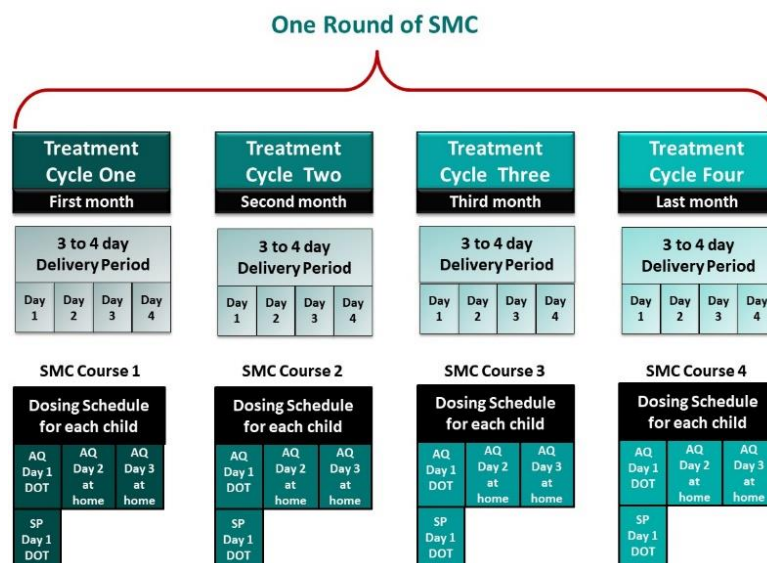 One Round of SMC
Treatment
Cycle One
First month
Treatment
Cycle Two
Second month
Treatment
Cycle Three
Third month
Treatment
Cycle Four
Last month
3 to 4 day
Delivery Period
Day
1
Day
2
Day
3
Day
4
3 to 4 day
Delivery Period
Day
1
Day
2
Day
3
Day
4
3 to 4 day
Delivery Period
Day
1
Day
2
Day
3
Day
4
3 to 4 day
Delivery Period
Day
1
Day
2
Day
3
Day
4
SMC Course 1
Dosing Schedule
for each child
AQ
Day 1
DOT
AQ
Day 2
at
home
AQ
Day 3
at
home
SP
Day 1
DOT
SMC Course 2
Dosing Schedule
for each child
AQ
Day 1
DOT
AQ
Day 2
at
home
AQ
Day 3
at
home
SP
Day 1
DOT
SMC Course 3
Dosing Schedule
for each child
AQ
Day 1
DOT
AQ
Day 2
at
home
AQ
Day 3
at
home
SP
Day 1
DOT
SMC Course 4
Dosing Schedule
for each child
AQ
Day 1
DOT
AQ
Day 2
at
home
AQ
Day 3
at
home
SP
Day 1
DOT